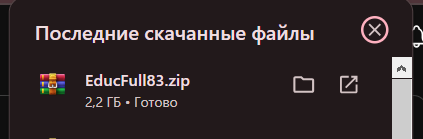 Последние скачанные файлы
EducFull83.zip
2,2 ГБ • Готово